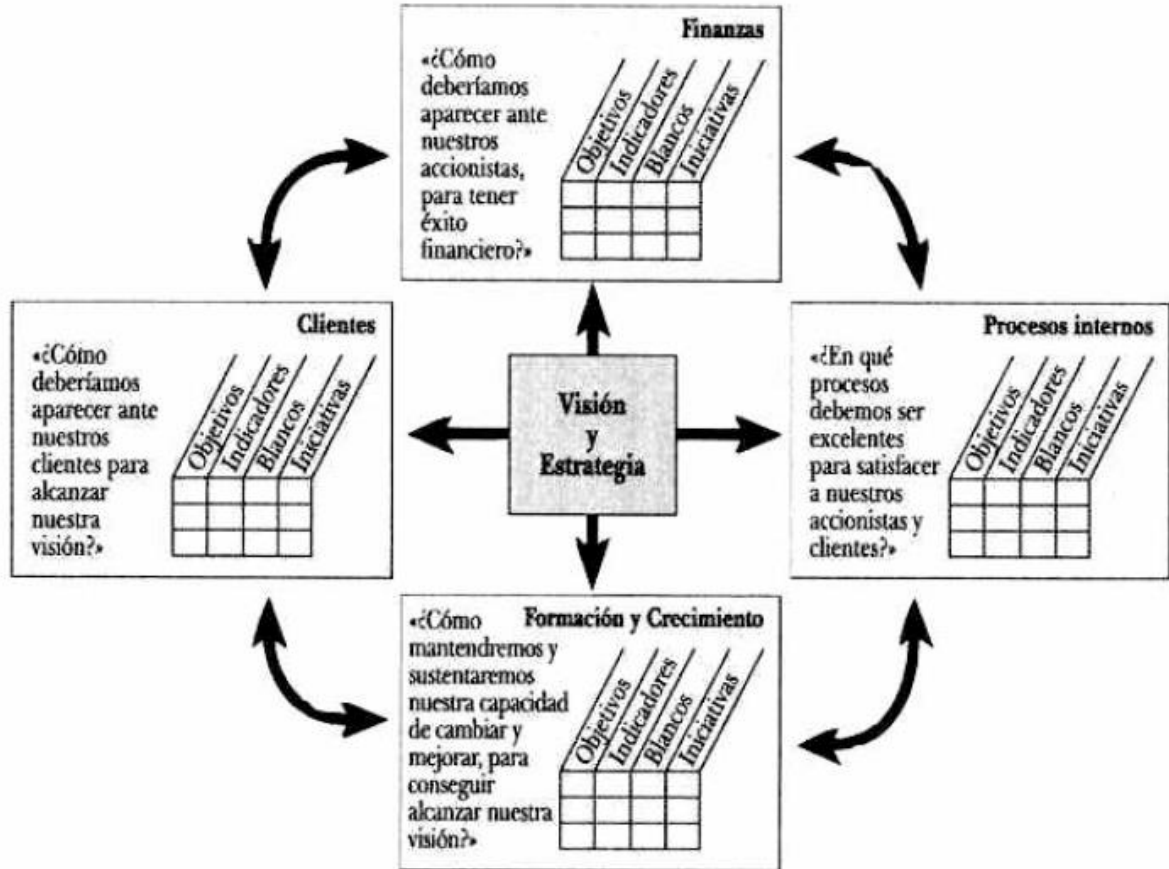 Finanzas
«¿Cómo
deberíamos
aparecer ante
nuestros
accionistas,
para tener
éxito
financiero?»
Objetivos
Indicadores
Blancos
Iniciativas
Clientes
«¿Cómo
deberíamos
aparecer ante
nuestros
clientes para
alcanzar
nuestra
visión?»
Objetivos
Indicadores
Blancos
Iniciativas
Visión
y
Estrategia
Procesos internos
«¿En qué
procesos
debemos ser
excelentes
para satisfacer
a nuestros
accionistas y
clientes?»
Objetivos
Indicadores
Blancos
Iniciativas
Formación y Crecimiento
«¿Cómo
mantendremos y
sustentaremos
nuestra capacidad
de cambiar y
mejorar, para
conseguir
alcanzar nuestra
visión?»
Objetivos
Indicadores
Blancos
Iniciativas